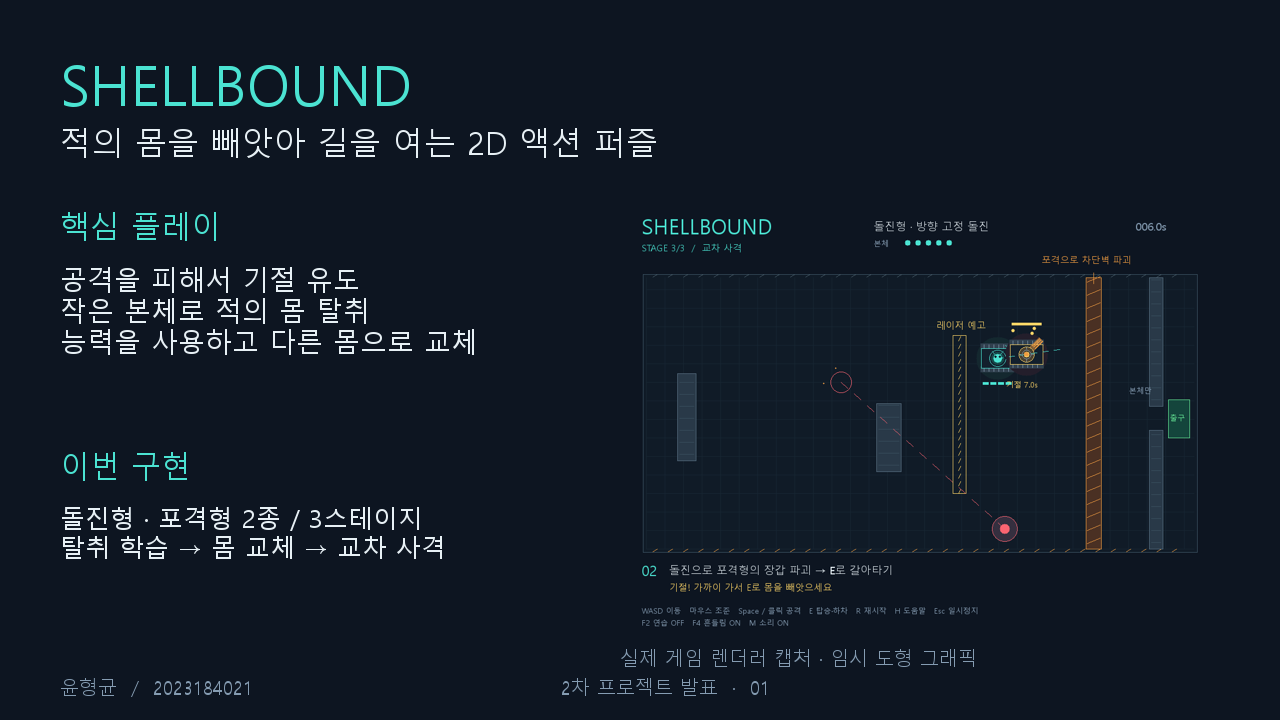 SHELLBOUND
적의 몸을 빼앗아 길을 여는 2D 액션 퍼즐
핵심 플레이
공격을 피해서 기절 유도
작은 본체로 적의 몸 탈취
능력을 사용하고 다른 몸으로 교체
이번 구현
돌진형 · 포격형 2종 / 3스테이지
탈취 학습 → 몸 교체 → 교차 사격
SHELLBOUND
STAGE 3/3 / 교차 사격
돌진형 · 방향 고정 돌진
본체
006.0s
포격으로 차단벽 파괴
레이저 예고
기절 7.0s
본체만
출구
02 돌진으로 포격형의 장갑 파괴 → E로 갈아타기
기절! 가까이 가서 E로 몸을 빼앗으세요
WASD 이동 마우스 조준 Space / 클릭 공격 E 탑승·하차 R 재시작 H 도움말 Esc 일시정지
F2 연습 OFF F4 흔들림 ON M 소리 ON
실제 게임 렌더러 캡처 · 임시 도형 그래픽
윤형균 / 2023184021
2차 프로젝트 발표 · 01